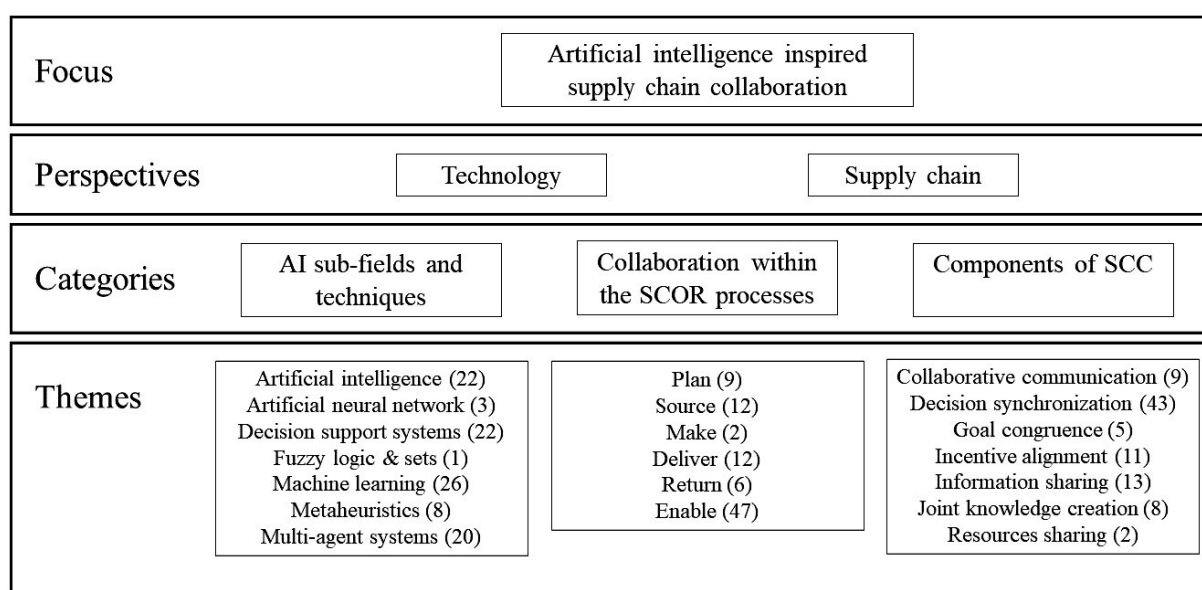 Focus
Artificial intelligence inspired
supply chain collaboration
Perspectives
Technology
Supply chain
Categories
AI sub-fields and
techniques
Collaboration within
the SCOR processes
Components of SCC
Themes
Artificial intelligence (22)
Artificial neural network (3)
Decision support systems (22)
Fuzzy logic & sets (1)
Machine learning (26)
Metaheuristics (8)
Multi-agent systems (20)
Plan (9)
Source (12)
Make (2)
Deliver (12)
Return (6)
Enable (47)
Collaborative communication (9)
Decision synchronization (43)
Goal congruence (5)
Incentive alignment (11)
Information sharing (13)
Joint knowledge creation (8)
Resources sharing (2)